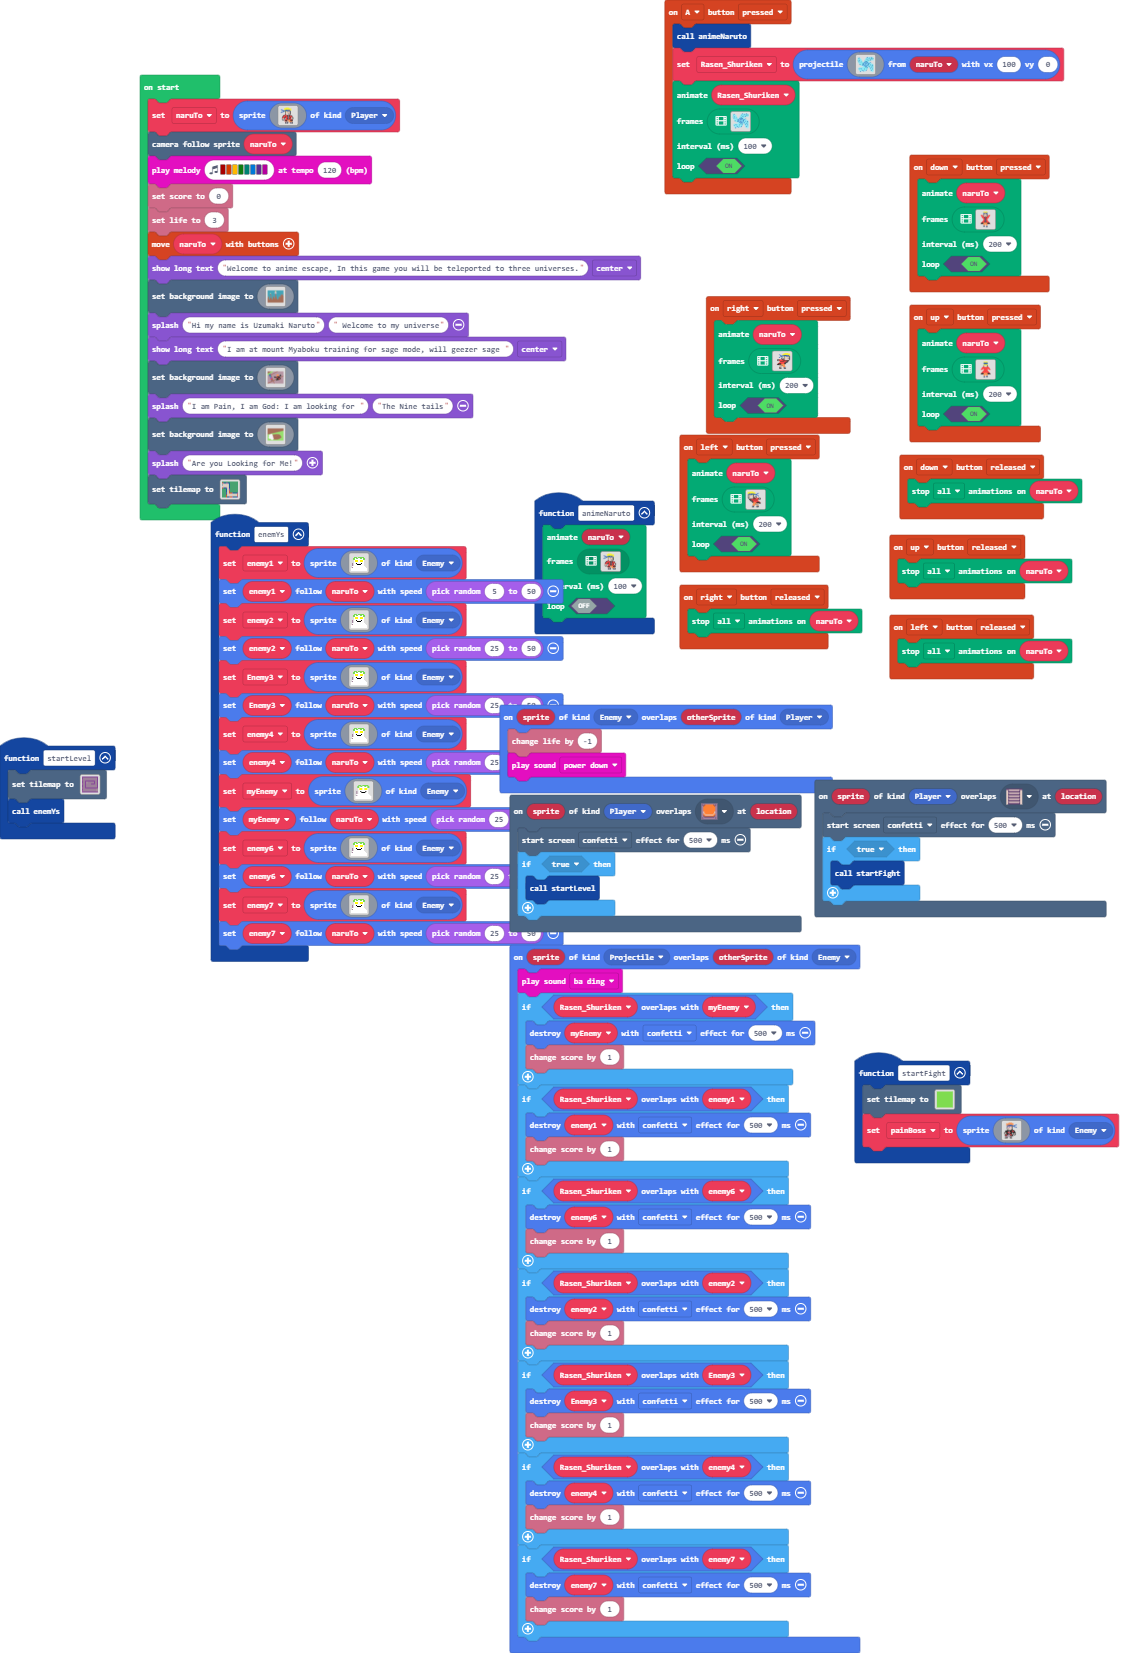 on start
set naruTo to sprite of kind Player
camera follow sprite naruTo
play melody at tempo 120 (bpm)
set score to 0
set life to 3
move naruTo with buttons
show long text "Welcome to anime escape, In this game you will be teleported to three universes." center
set background image to
splash "Hi my name is Uzumaki Naruto" " Welcome to my universe"
show long text "I am at mount Myaboku training for sage mode, will geezer sage " center
set background image to
splash "I am Pain, I am God: I am looking for " "The Nine tails"
set background image to
splash "Are you Looking for Me!"
set tilemap to
on A button pressed
call animeNaruto
set Rasen_Shuriken to projectile from naruTo with vx 100 vy 0
animate Rasen_Shuriken
frames
interval (ms) 100
loop ON
on down button pressed
animate naruTo
frames
interval (ms) 200
loop ON
on right button pressed
animate naruTo
frames
interval (ms) 200
loop ON
on up button pressed
animate naruTo
frames
interval (ms) 200
loop ON
on left button pressed
animate naruTo
frames
interval (ms) 200
loop ON
on down button released
stop all animations on naruTo
on up button released
stop all animations on naruTo
on right button released
stop all animations on naruTo
on left button released
stop all animations on naruTo
function animeNaruto
animate naruTo
frames
rval (ms) 100
loop OFF
function enemYs
set enemy1 to sprite of kind Enemy
set enemy1 follow naruTo with speed pick random 5 to 50
set enemy2 to sprite of kind Enemy
set enemy2 follow naruTo with speed pick random 25 to 50
set Enemy3 to sprite of kind Enemy
set Enemy3 follow naruTo with speed pick random 25 to 50
set enemy4 to sprite of kind Enemy
set enemy4 follow naruTo with speed pick random 25
set myEnemy to sprite of kind Enemy
set myEnemy follow naruTo with speed pick random 25
set enemy6 to sprite of kind Enemy
set enemy6 follow naruTo with speed pick random 25
set enemy7 to sprite of kind Enemy
set enemy7 follow naruTo with speed pick random 25 to 50
function startLevel
set tilemap to
call enemYs
on sprite of kind Enemy overlaps otherSprite of kind Player
change life by -1
play sound power down
on sprite of kind Player overlaps at location
start screen confetti effect for 500 ms
if true then
call startLevel
on sprite of kind Player overlaps at location
start screen confetti effect for 500 ms
if true then
call startFight
on sprite of kind Projectile overlaps otherSprite of kind Enemy
play sound ba ding
if Rasen_Shuriken overlaps with myEnemy then
destroy myEnemy with confetti effect for 500 ms
change score by 1
if Rasen_Shuriken overlaps with enemy1 then
destroy enemy1 with confetti effect for 500 ms
change score by 1
if Rasen_Shuriken overlaps with enemy6 then
destroy enemy6 with confetti effect for 500 ms
change score by 1
if Rasen_Shuriken overlaps with enemy2 then
destroy enemy2 with confetti effect for 500 ms
change score by 1
if Rasen_Shuriken overlaps with Enemy3 then
destroy Enemy3 with confetti effect for 500 ms
change score by 1
if Rasen_Shuriken overlaps with enemy4 then
destroy enemy4 with confetti effect for 500 ms
change score by 1
if Rasen_Shuriken overlaps with enemy7 then
destroy enemy7 with confetti effect for 500 ms
change score by 1
function startFight
set tilemap to
set painBoss to sprite of kind Enemy